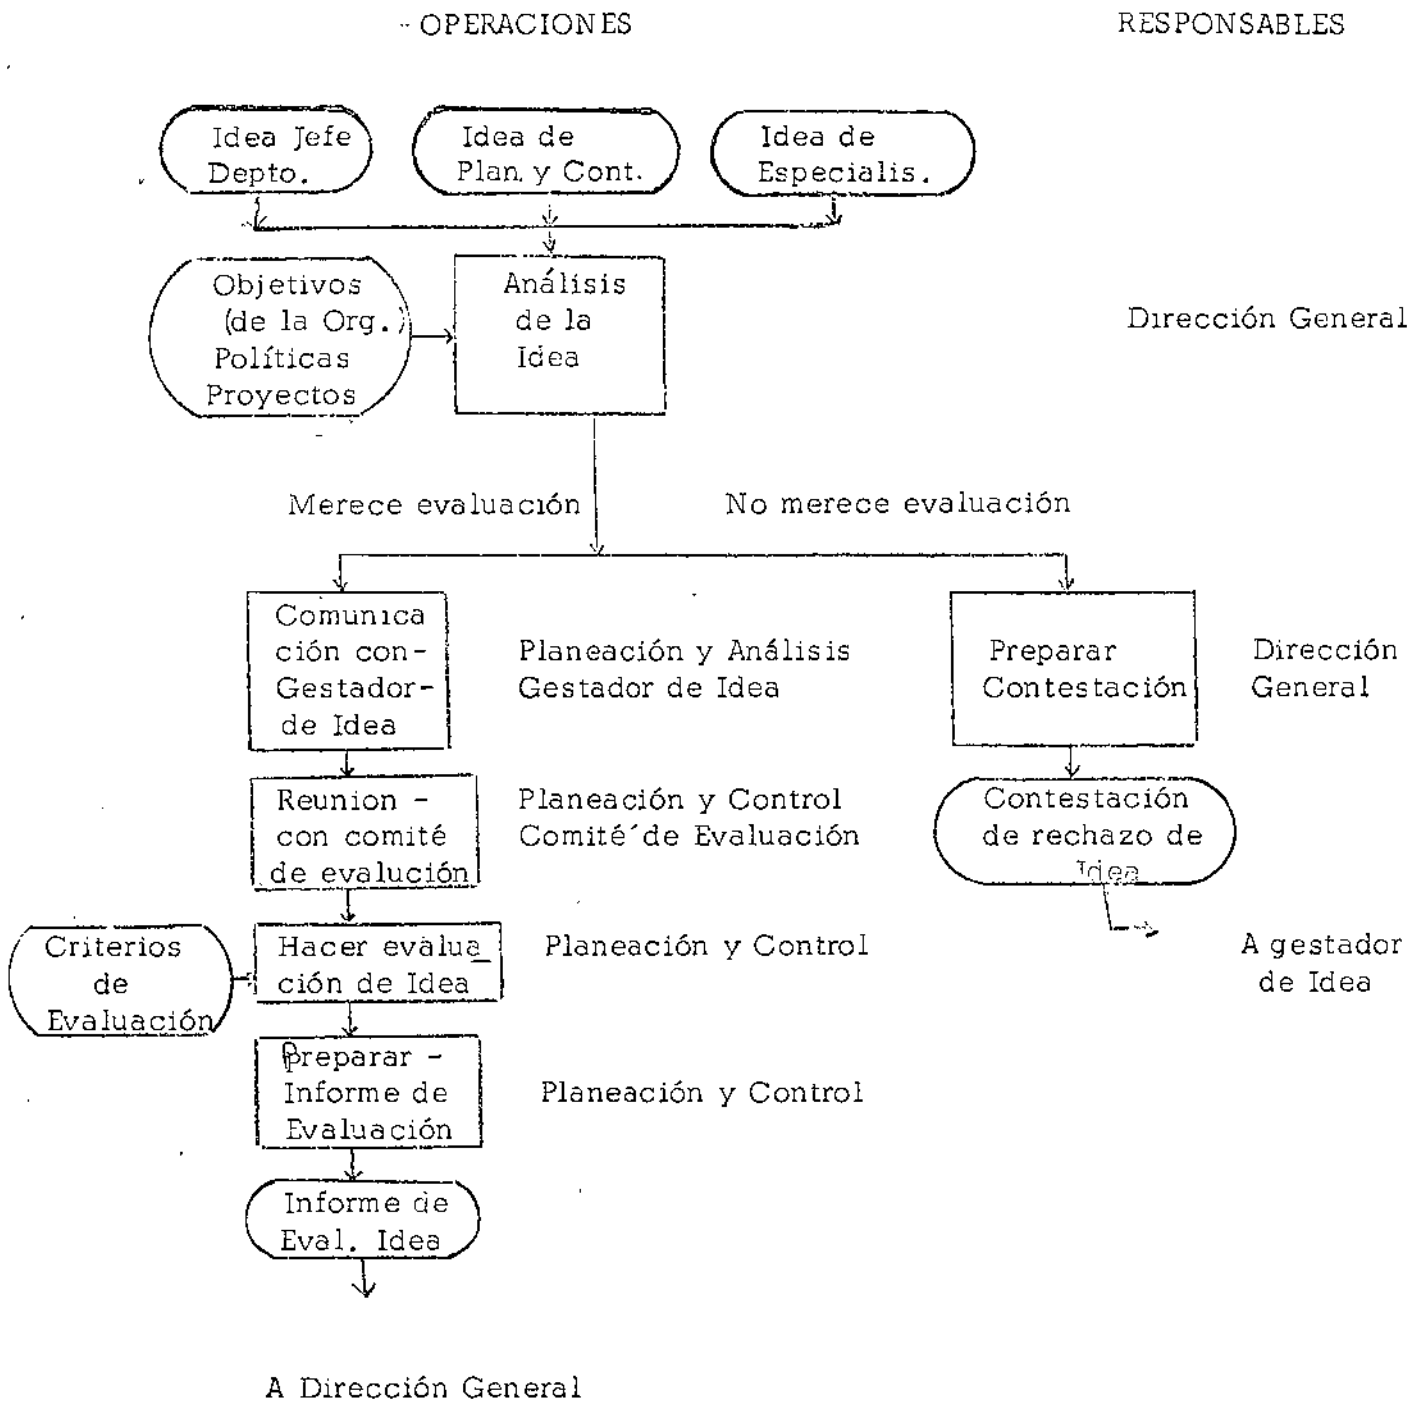 OPERACIONES
RESPONSABLES
Idea Jefe
Depto.
Idea de
Plan. y Cont.
Idea de
Especialis.
Objetivos
(de la Org.)
Políticas
Proyectos
Análisis
de la
Idea
Dirección General
Merece evaluación
No merece evaluación
Comunica
ción con-
Gestador-
de Idea
Planeación y Análisis
Gestador de Idea
Preparar
Contestación
Dirección
General
Reunion -
con comité
de evalución
Planeación y Control
Comité de Evaluación
Contestación
de rechazo de
Idea
Criterios
de
Evaluación
Hacer evalua_
ción de Idea
Planeación y Control
A gestador
de Idea
Preparar -
Informe de
Evaluación
Planeación y Control
Informe de
Eval. Idea
A Dirección General